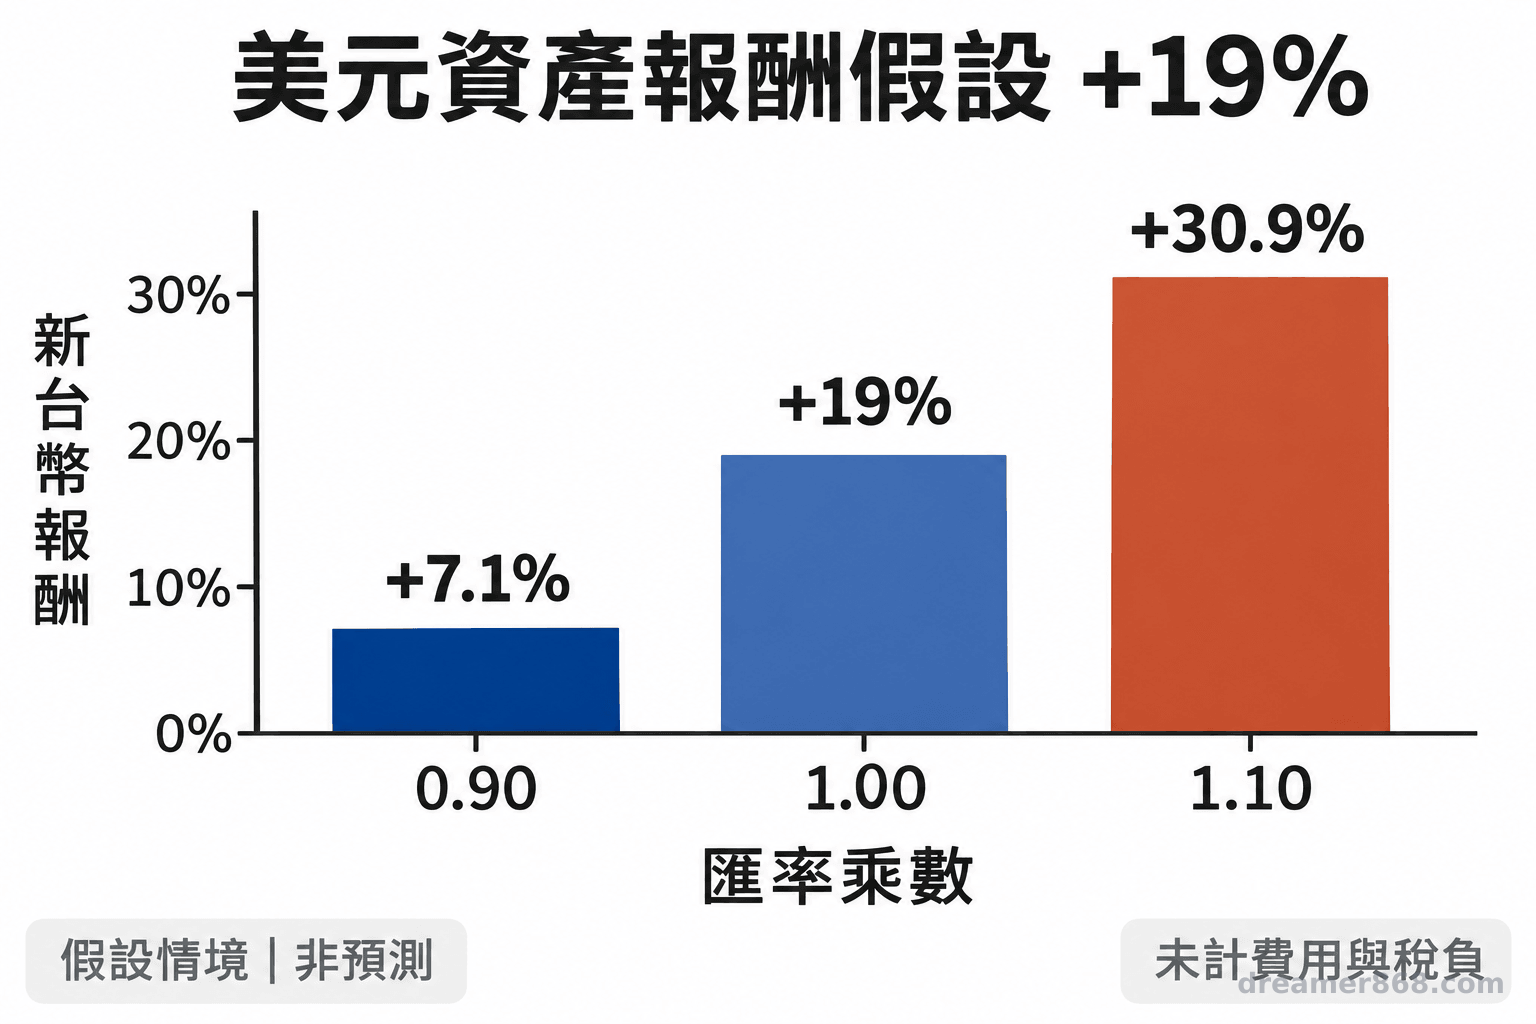 美元資產報酬假設 +19%
新台幣報酬
30%
20%
10%
0%
+7.1%
+19%
+30.9%
0.90
1.00
1.10
匯率乘數
假設情境｜非預測
未計費用與稅負
dreamer868.com